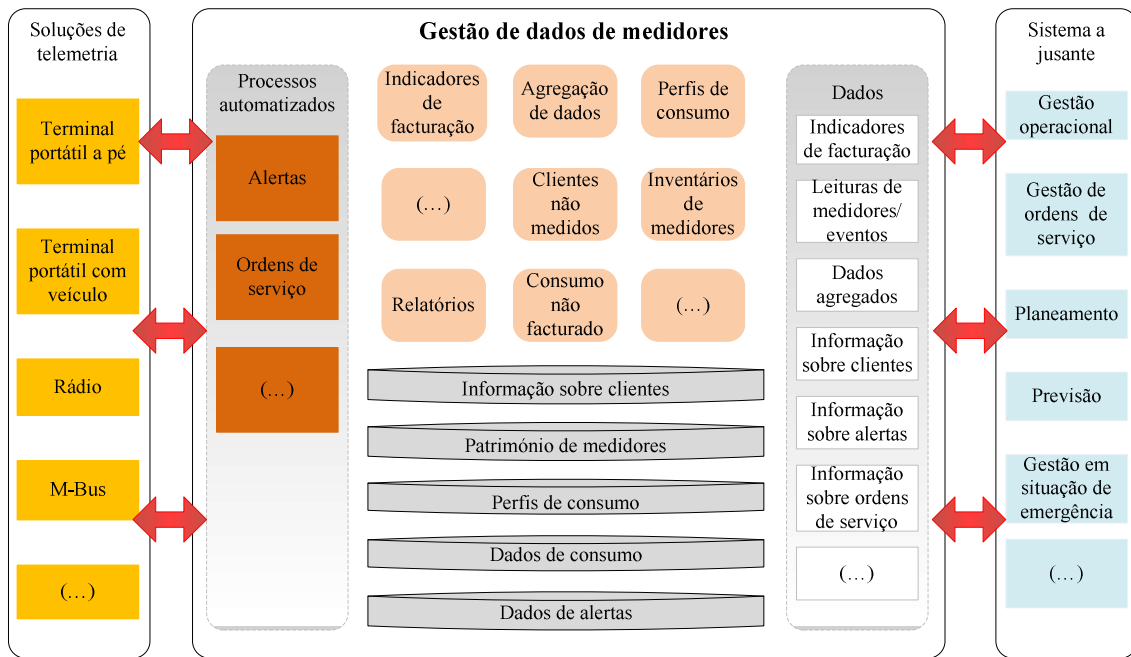 Soluções de
telemetria
Terminal
portátil a pé
Terminal
portátil com
veículo
Rádio
M-Bus
(…)
Gestão de dados de medidores
Processos
automatizados
Alertas
Ordens de
serviço
(…)
Indicadores
de
facturação
Agregação
de dados
Perfis de
consumo
(…)
Clientes
não
medidos
Inventários
de
medidores
Relatórios
Consumo
não
facturado
(…)
Informação sobre clientes
Património de medidores
Perfis de consumo
Dados de consumo
Dados de alertas
Dados
Indicadores
de facturação
Leituras de
medidores/
eventos
Dados
agregados
Informação
sobre clientes
Informação
sobre alertas
Informação
sobre ordens
de serviço
(…)
Sistema a
jusante
Gestão
operacional
Gestão de
ordens de
serviço
Planeamento
Previsão
Gestão em
situação de
emergência
(…)